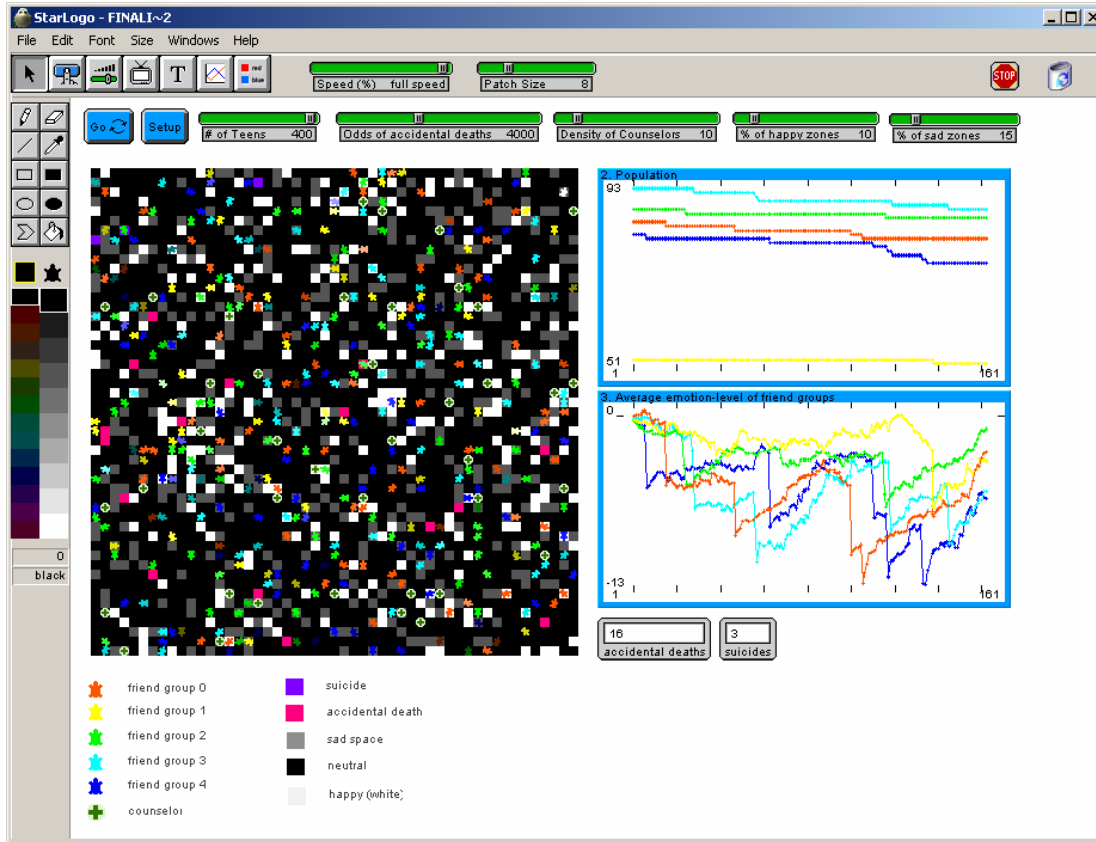 StarLogo - FINALI~2
File Edit Font Size Windows Help
T
red
blue
Speed (%) full speed
Patch Size 8
STOP
Go
Setup
# of Teens 400
Odds of accidental deaths 4000
Density of Counselors 10
% of happy zones 10
% of sad zones 15
2. Population
93
51
1
161
3. Average emotion-level of friend groups
0
-13
1
161
0
black
16
accidental deaths
3
suicides
friend group 0
friend group 1
friend group 2
friend group 3
friend group 4
counselor
suicide
accidental death
sad space
neutral
happy (white)